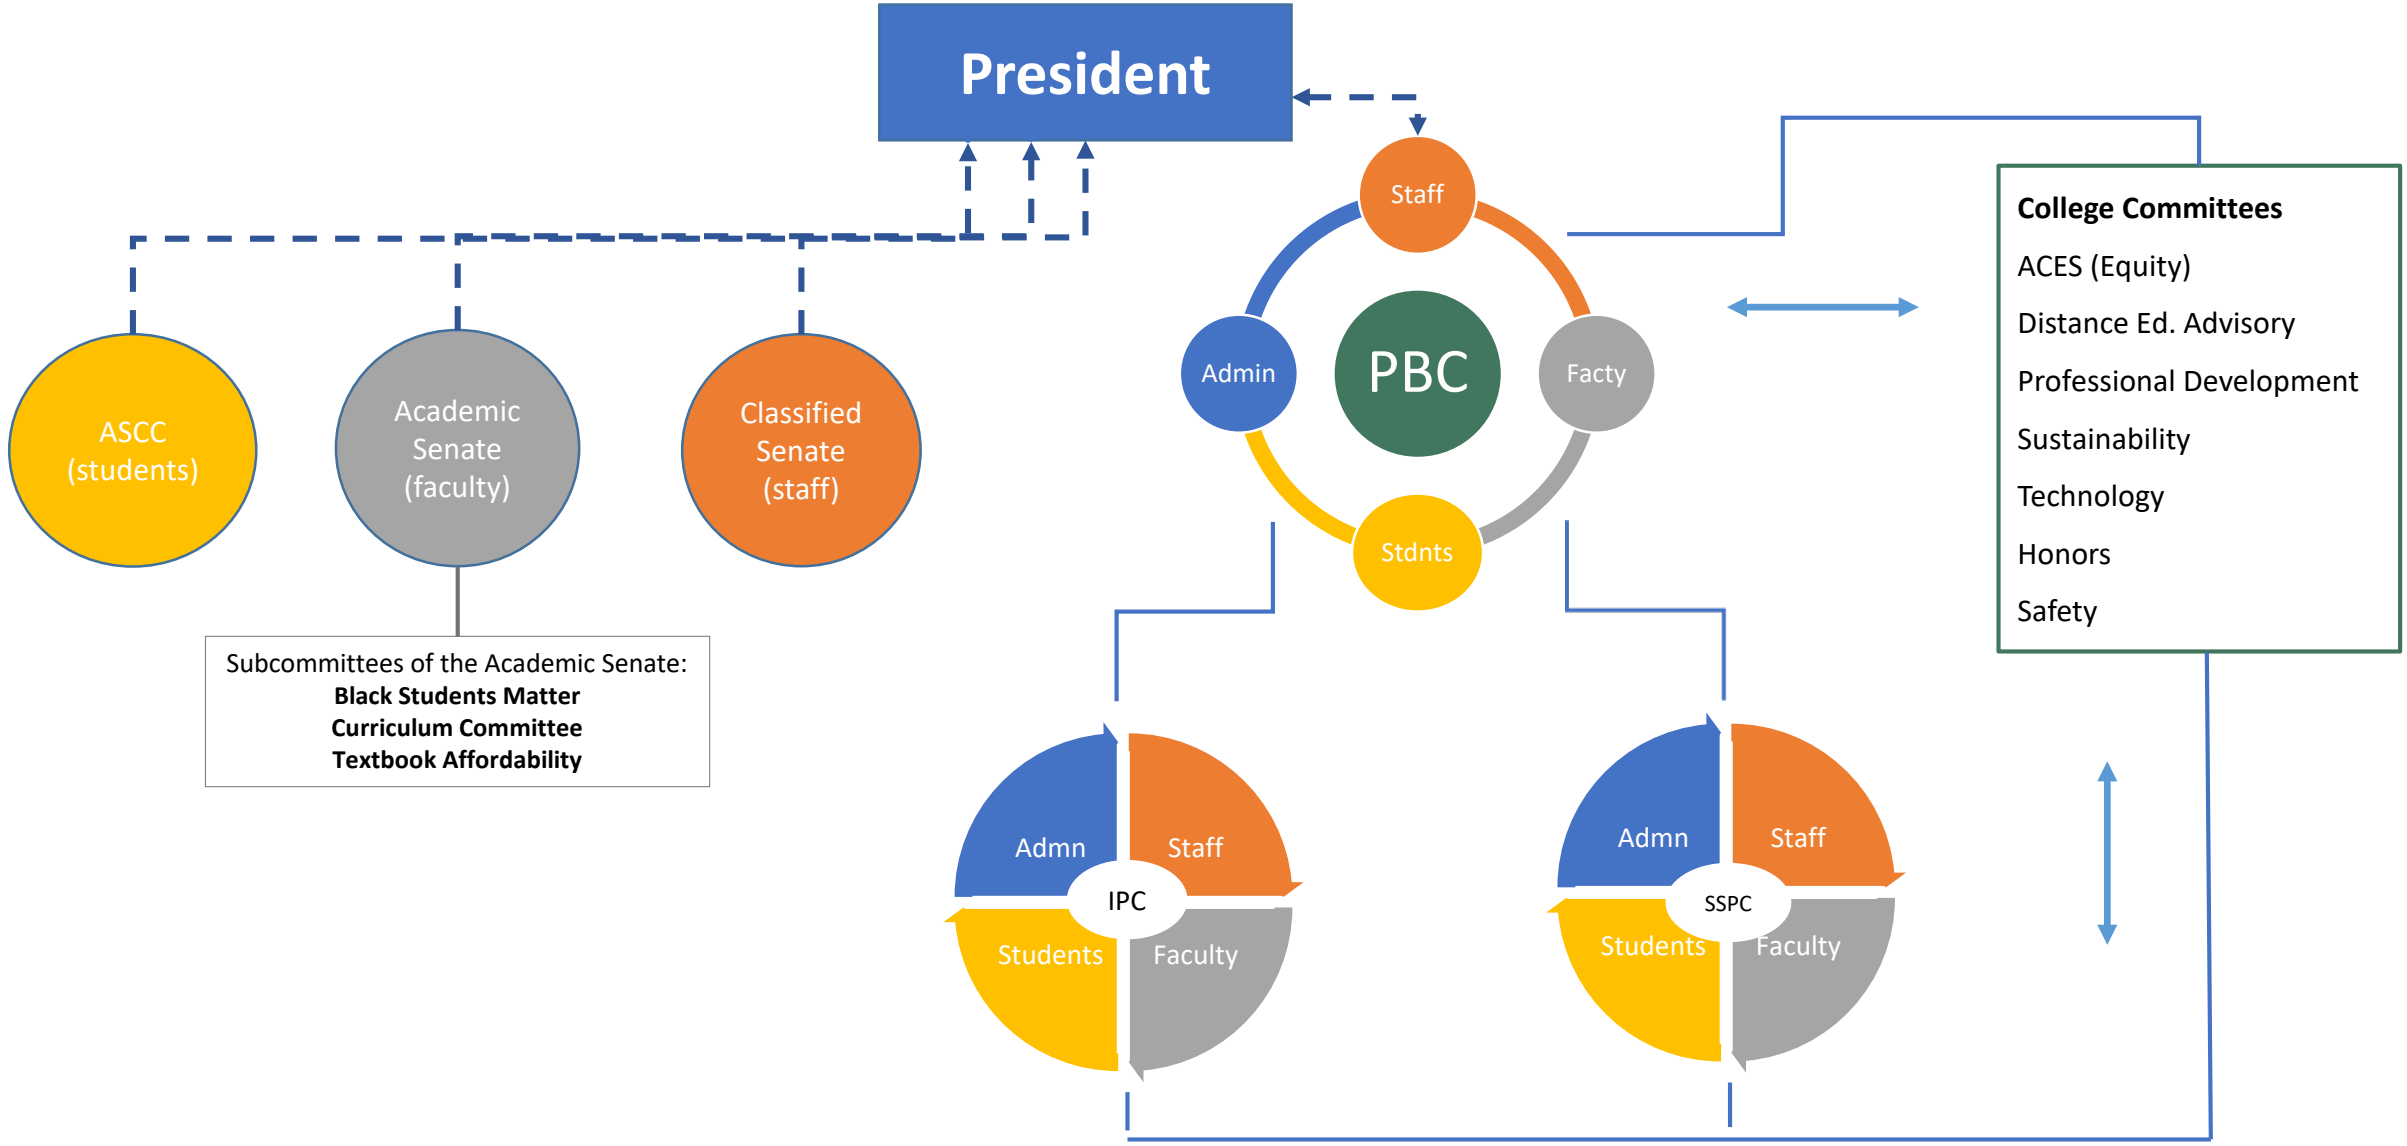 President
Staff
Admin
PBC
Facty
Stdnts
College Committees
ACES (Equity)
Distance Ed. Advisory
Professional Development
Sustainability
Technology
Honors
Safety
ASCC
(students)
Academic
Senate
(faculty)
Classified
Senate
(staff)
Subcommittees of the Academic Senate:
Black Students Matter
Curriculum Committee
Textbook Affordability
Admn
Staff
IPC
Students
Faculty
Admn
Staff
SSPC
Students
Faculty